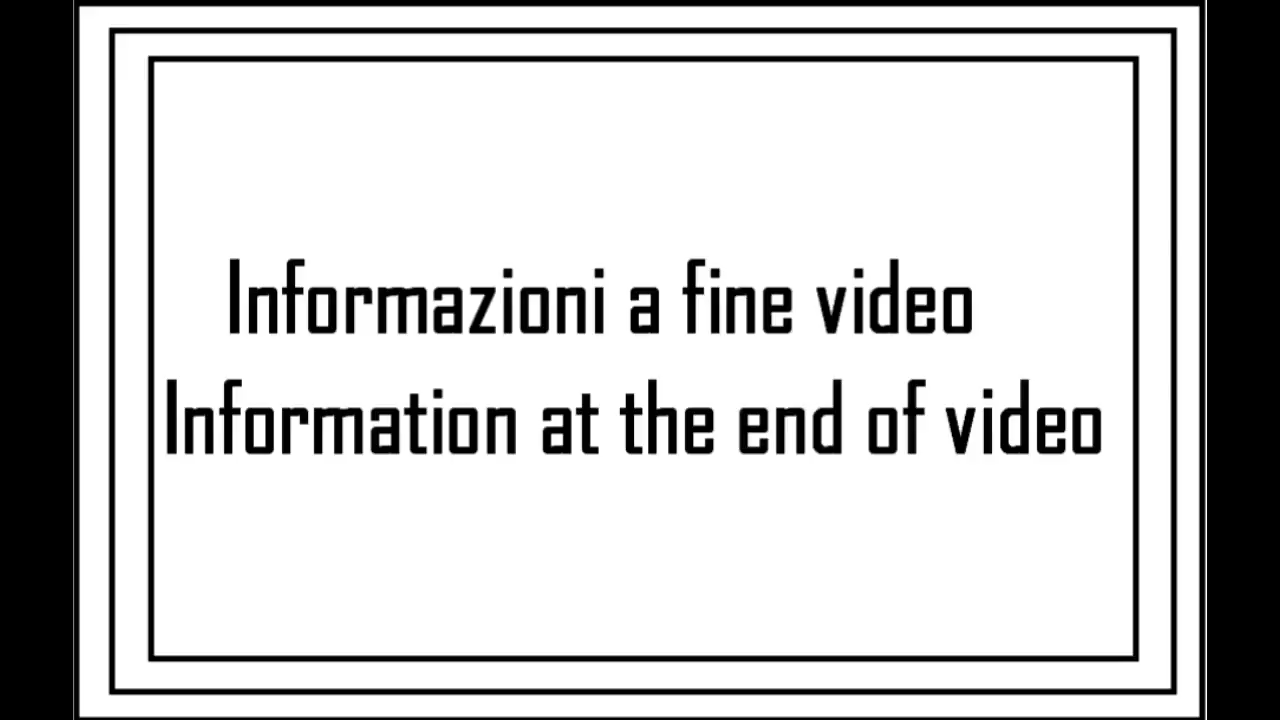 Informazioni a fine video
Information at the end of video